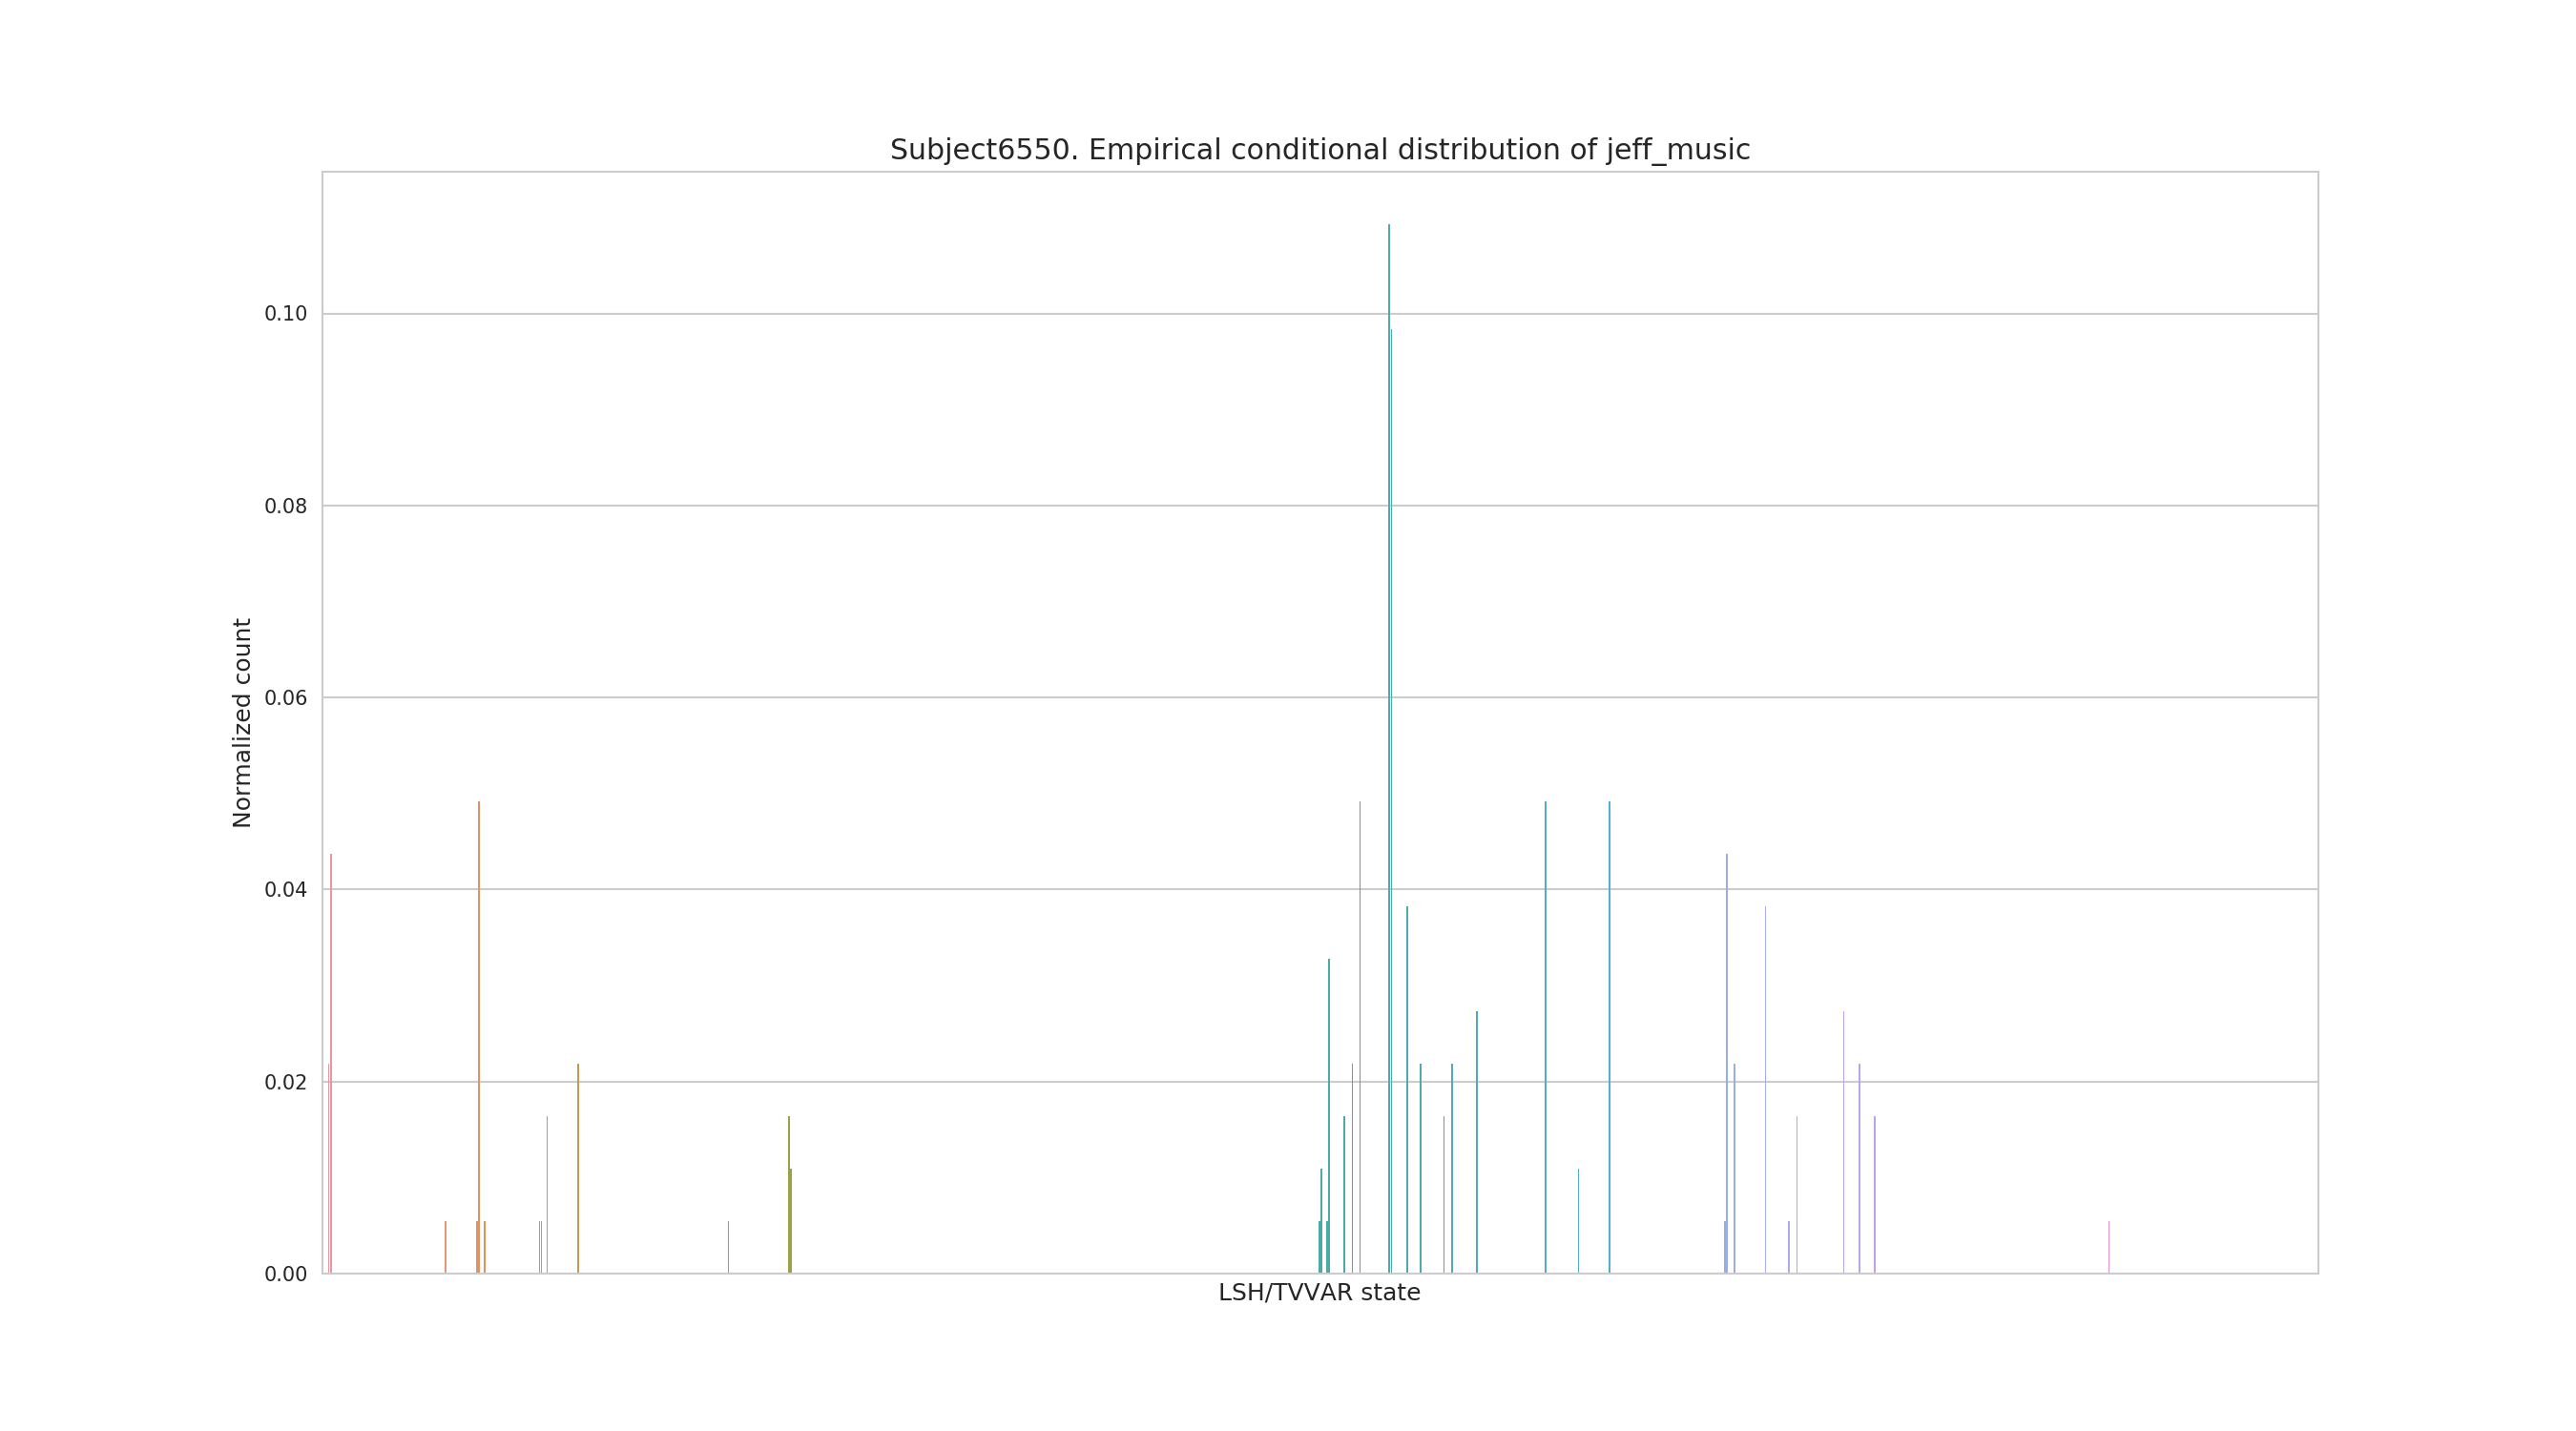 Subject6550. Empirical conditional distribution of jeff_music
0.10
0.08
0.06
0.04
0.02
0.00
Normalized count
LSH/TVVAR state